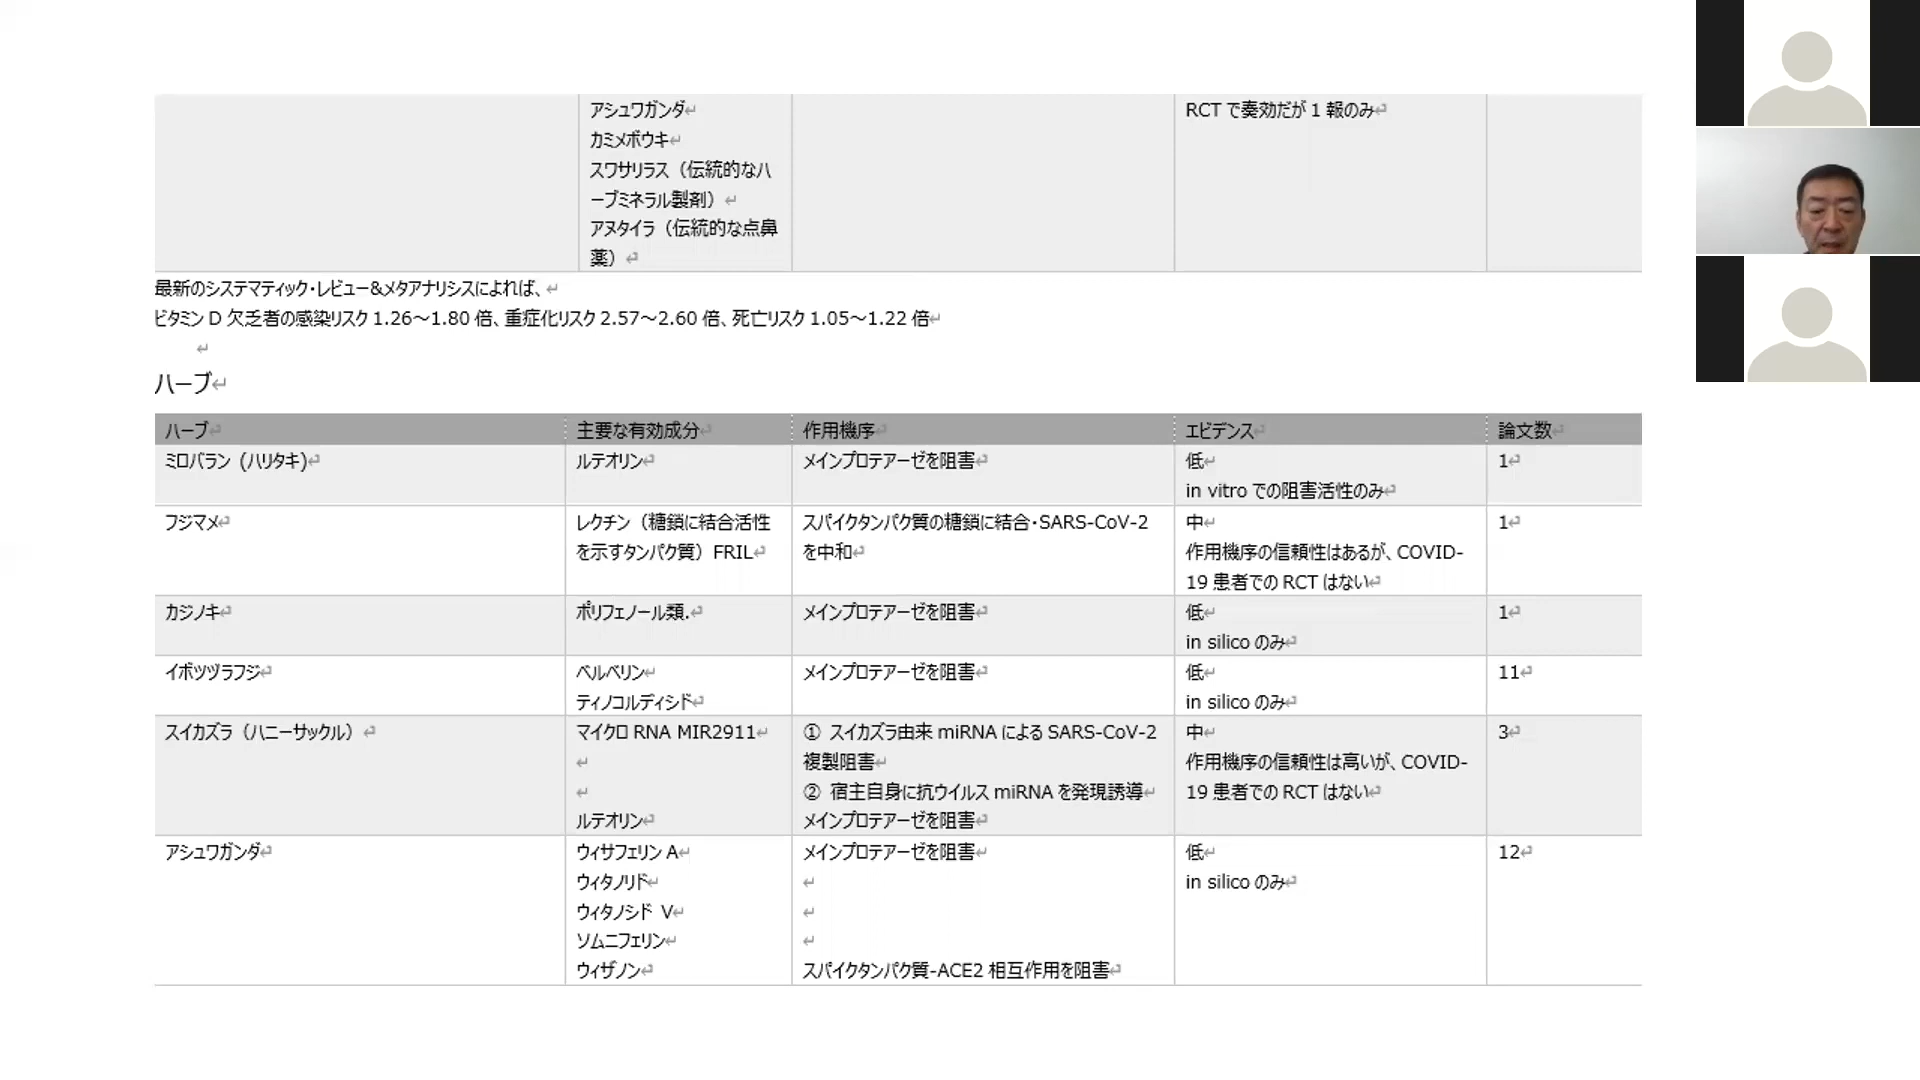 アシュワガンダ↵
カミメボウキ↵
スワサリラス（伝統的なハ
ーブミネラル製剤）↵
アヌタイラ（伝統的な点鼻
薬）↵
RCT で奏効だが 1 報のみ↵
最新のシステマティック・レビュー&メタアナリシスによれば、↵
ビタミン D 欠乏者の感染リスク 1.26～1.80 倍、重症化リスク 2.57～2.60 倍、死亡リスク 1.05～1.22 倍↵
↵
ハーブ↵
ハーブ↵ 主要な有効成分↵ 作用機序↵ エビデンス↵ 論文数↵
ミロバラン (ハリタキ)↵ ルテオリン↵ メインプロテアーゼを阻害↵ 低↵ 1↵
in vitro での阻害活性のみ↵
フジマメ↵ レクチン（糖鎖に結合活性 スパイクタンパク質の糖鎖に結合・SARS-CoV-2 中↵ 1↵
を示すタンパク質）FRIL↵ を中和↵ 作用機序の信頼性はあるが、COVID-
19 患者での RCT はない↵
カジノキ↵ ポリフェノール類.↵ メインプロテアーゼを阻害↵ 低↵ 1↵
in silico のみ↵
イボツヅラフジ↵ ベルベリン↵ メインプロテアーゼを阻害↵ 低↵ 11↵
ティノコルディシド↵ in silico のみ↵
スイカズラ（ハニーサックル）↵ マイクロ RNA MIR2911↵ ① スイカズラ由来 miRNA による SARS-CoV-2 中↵ 3↵
↵ 複製阻害↵ 作用機序の信頼性は高いが、COVID-
↵ ② 宿主自身に抗ウイルス miRNA を発現誘導↵ 19 患者での RCT はない↵
ルテオリン↵ メインプロテアーゼを阻害↵
アシュワガンダ↵ ウィサフェリン A↵ メインプロテアーゼを阻害↵ 低↵ 12↵
ウィタノリド↵ ↵ in silico のみ↵
ウィタノシド V↵ ↵
ソムニフェリン↵ ↵
ウィザノン↵ スパイクタンパク質-ACE2 相互作用を阻害↵